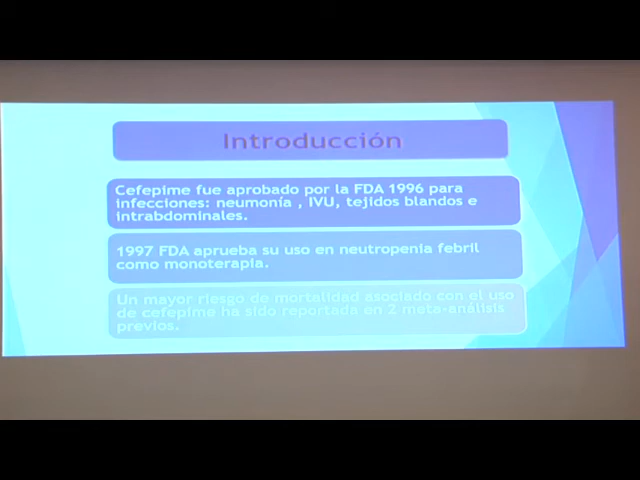 Introducción
Cefepime fue aprobado por la FDA 1996 para
infecciones: neumonía , IVU, tejidos blandos e
intrabdominales.
1997 FDA aprueba su uso en neutropenia febril
como monoterapia.
Un mayor riesgo de mortalidad asociado con el uso
de cefepime ha sido reportada en 2 meta-análisis
previos.